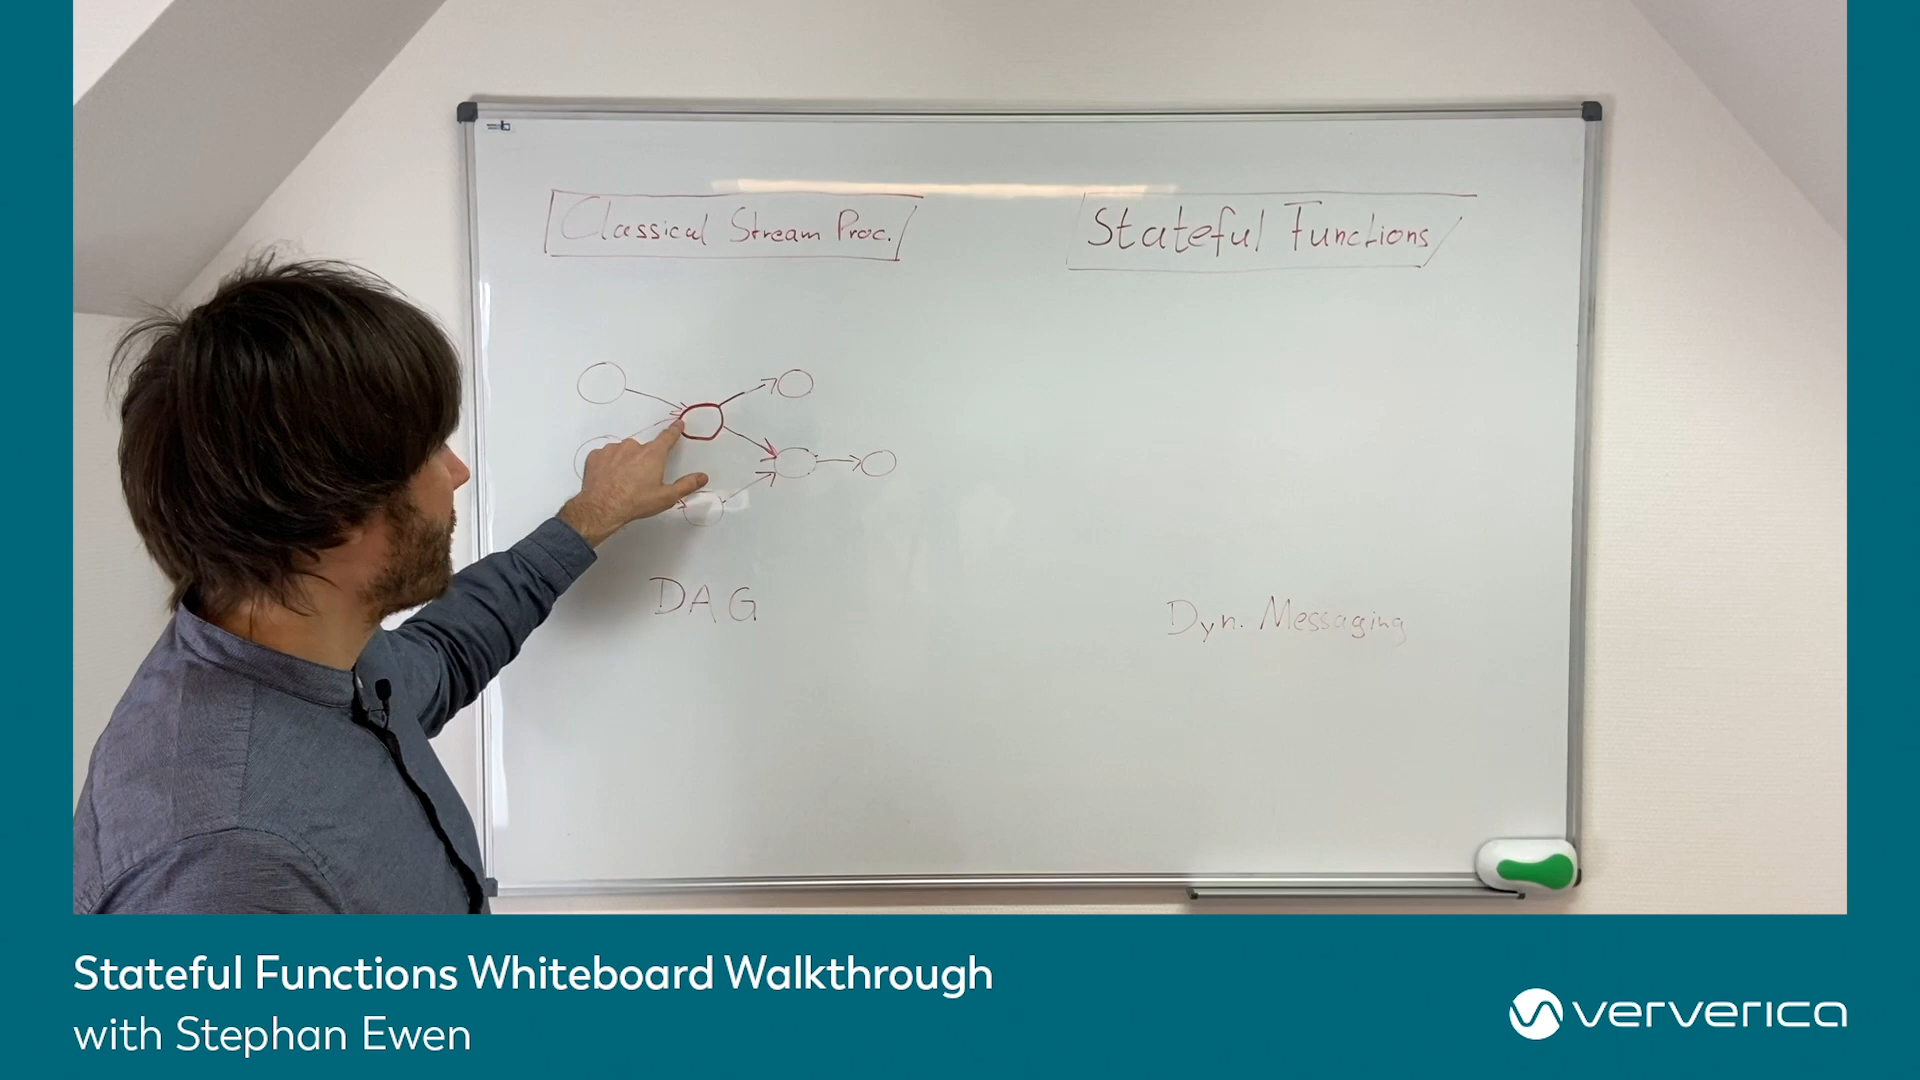 Classical Stream Proc.
Stateful Functions
DAG
Dyn. Messaging
Stateful Functions Whiteboard Walkthrough
with Stephan Ewen
ververica